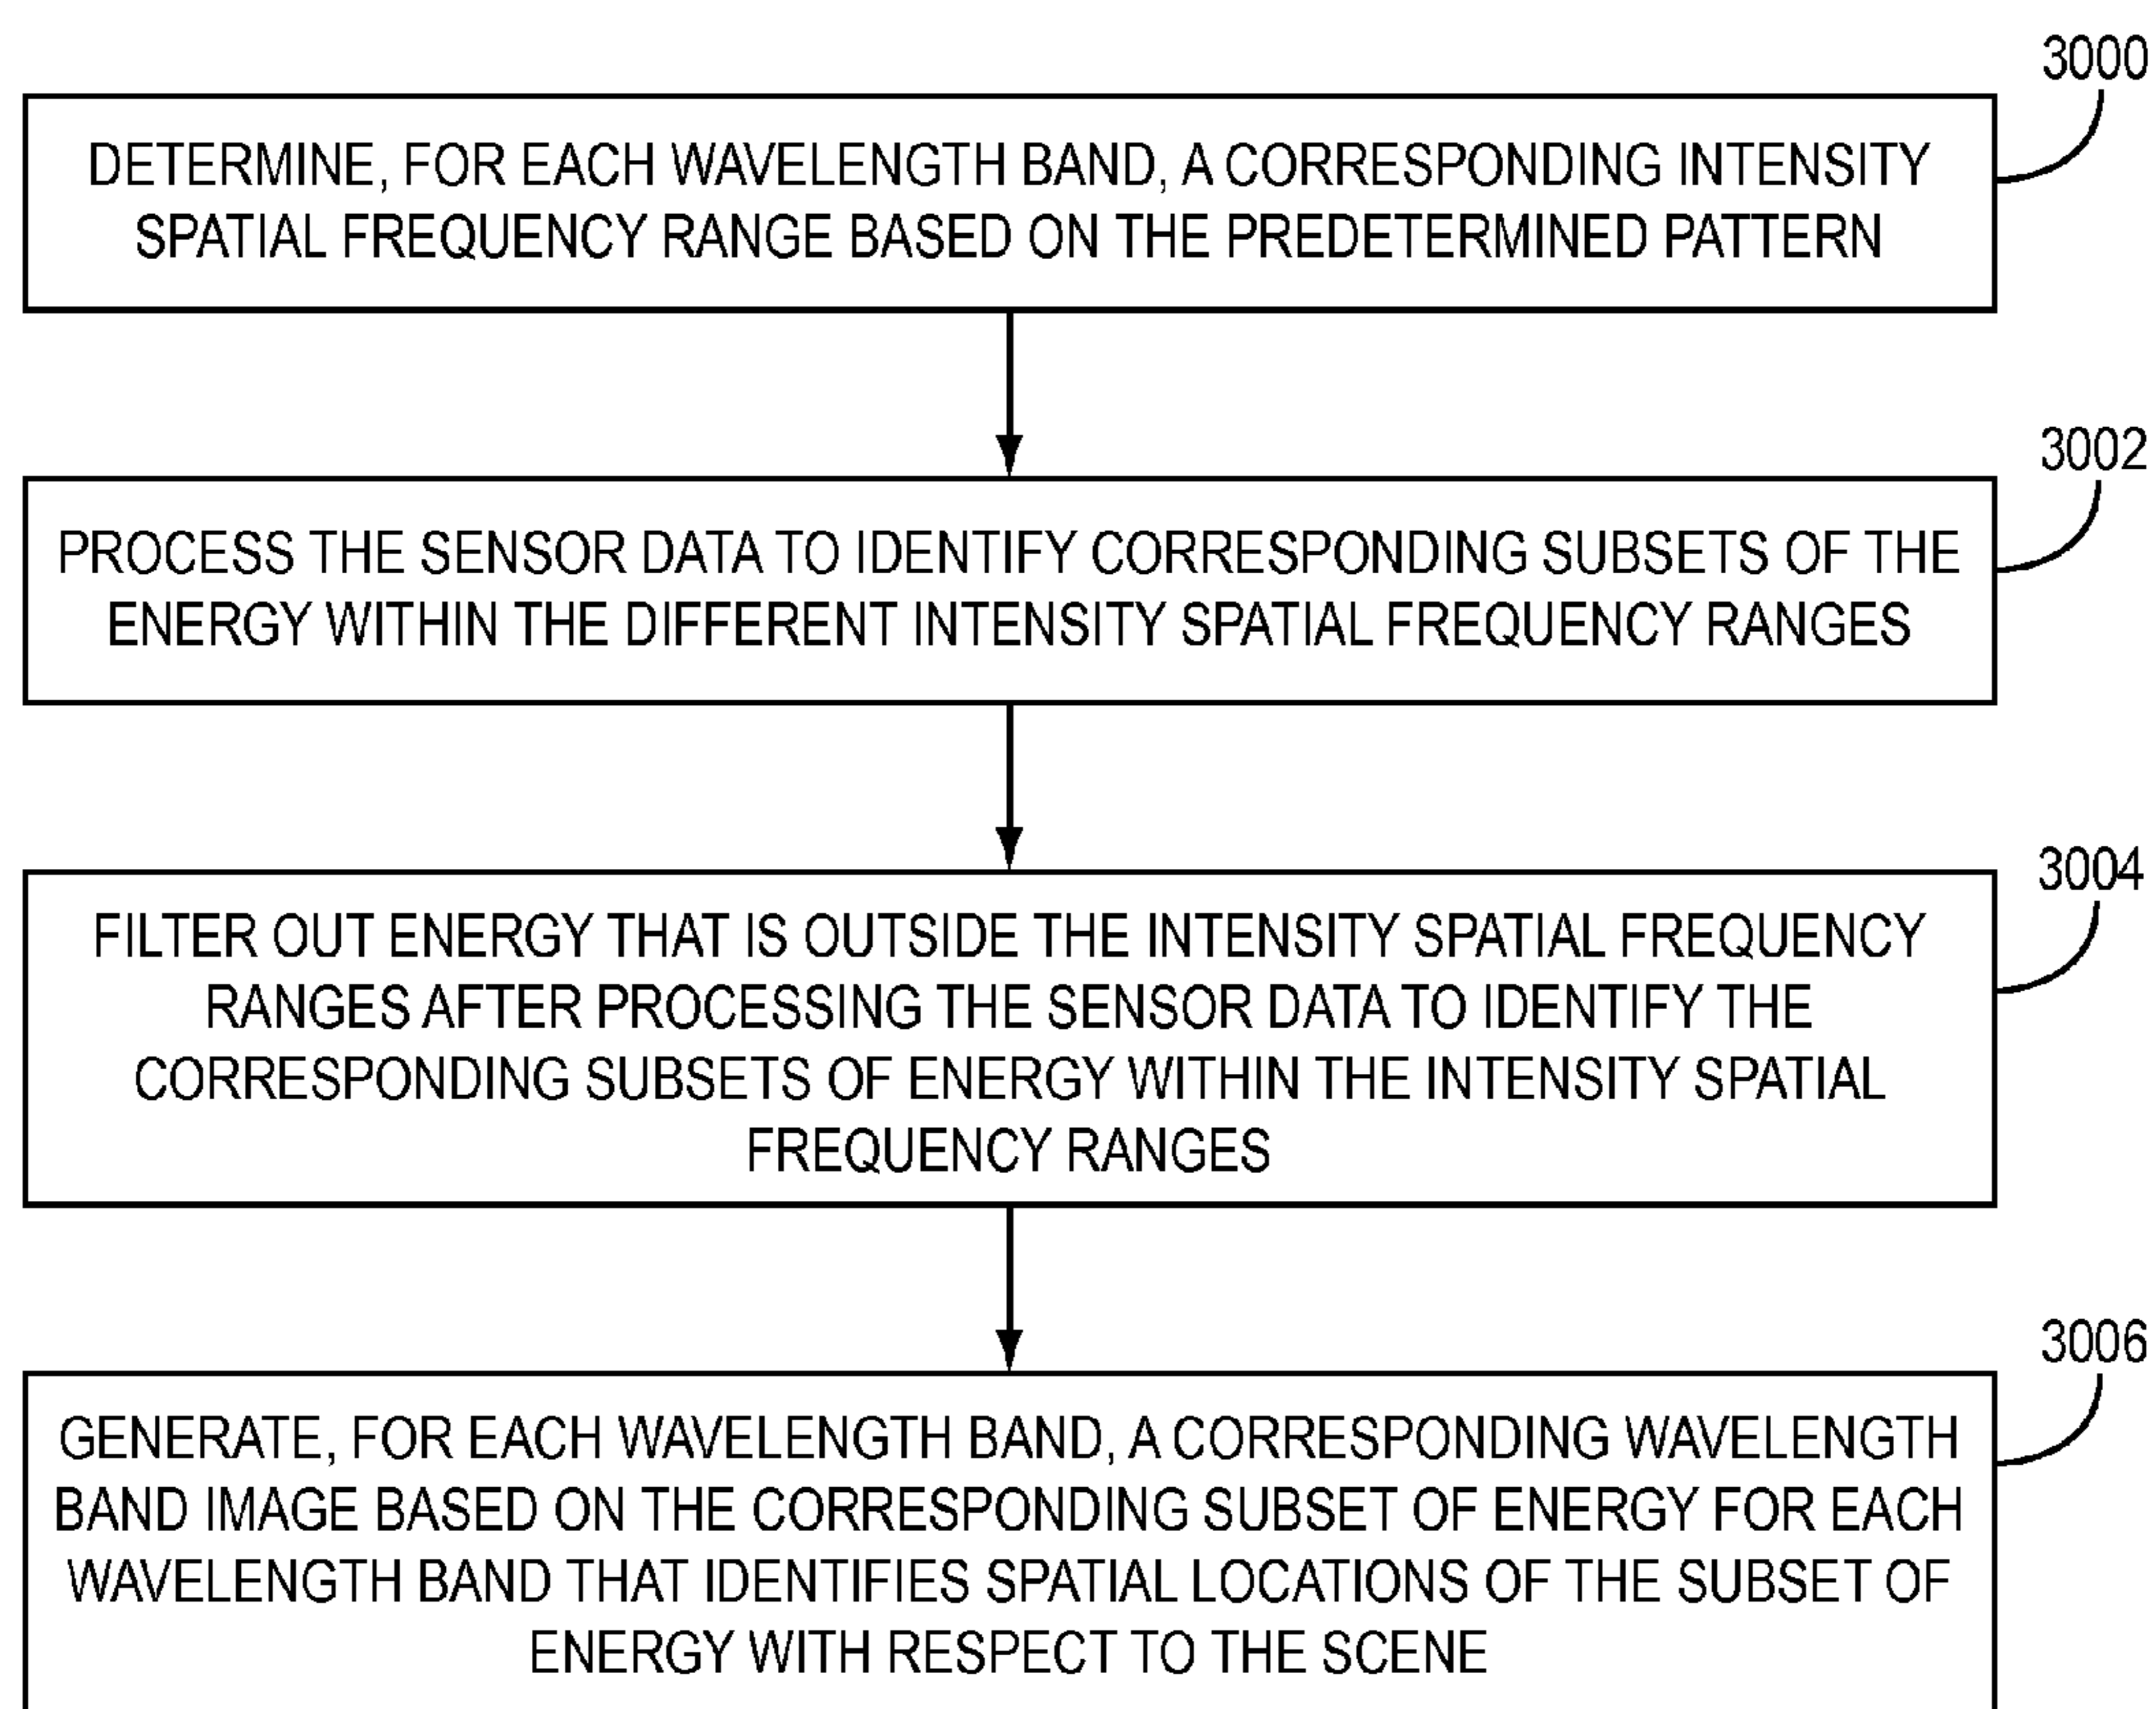 3000
DETERMINE, FOR EACH WAVELENGTH BAND, A CORRESPONDING INTENSITY
SPATIAL FREQUENCY RANGE BASED ON THE PREDETERMINED PATTERN
3002
PROCESS THE SENSOR DATA TO IDENTIFY CORRESPONDING SUBSETS OF THE
ENERGY WITHIN THE DIFFERENT INTENSITY SPATIAL FREQUENCY RANGES
3004
FILTER OUT ENERGY THAT IS OUTSIDE THE INTENSITY SPATIAL FREQUENCY
RANGES AFTER PROCESSING THE SENSOR DATA TO IDENTIFY THE
CORRESPONDING SUBSETS OF ENERGY WITHIN THE INTENSITY SPATIAL
FREQUENCY RANGES
3006
GENERATE, FOR EACH WAVELENGTH BAND, A CORRESPONDING WAVELENGTH
BAND IMAGE BASED ON THE CORRESPONDING SUBSET OF ENERGY FOR EACH
WAVELENGTH BAND THAT IDENTIFIES SPATIAL LOCATIONS OF THE SUBSET OF
ENERGY WITH RESPECT TO THE SCENE